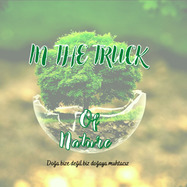 IN THE TRUCK
Of
Nature
Doğa bize değil,biz doğaya muhtacız